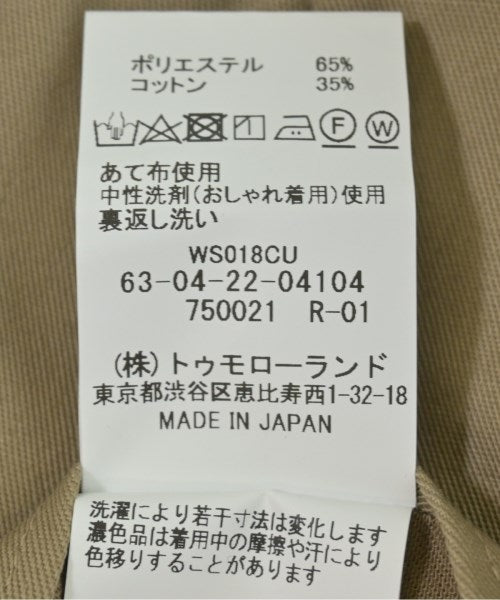 ポリエステル 65%
コットン 35%
F W
あて布使用
中性洗剤(おしゃれ着用)使用
裏返し洗い
WS018CU
63-04-22-04104
750021 R-01
(株)トゥモローランド
東京都渋谷区恵比寿西1-32-18
MADE IN JAPAN
洗濯により若干寸法は変化します
濃色品は着用中の摩擦や汗により
色移りすることがあります